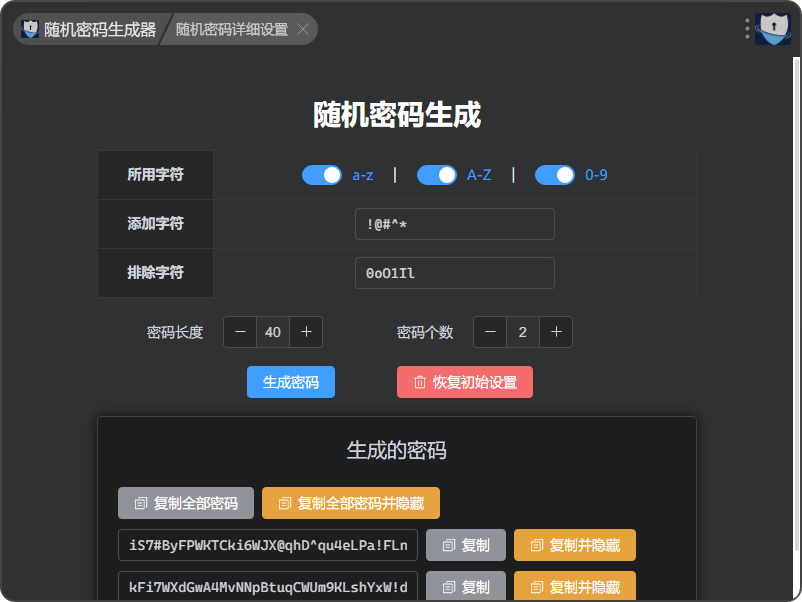 随机密码生成器 随机密码详细设置
随机密码生成
所用字符 a-z | A-Z | 0-9
添加字符 !@#^*
排除字符 0oO1Il
密码长度 − 40 + 密码个数 − 2 +
生成密码 恢复初始设置
生成的密码
复制全部密码 复制全部密码并隐藏
iS7#ByFPWKTCki6WJX@qhD^qu4eLPa!FLn 复制 复制并隐藏
kFi7WXdGwA4MvNNpBtuqCWUm9KLshYxW!d 复制 复制并隐藏